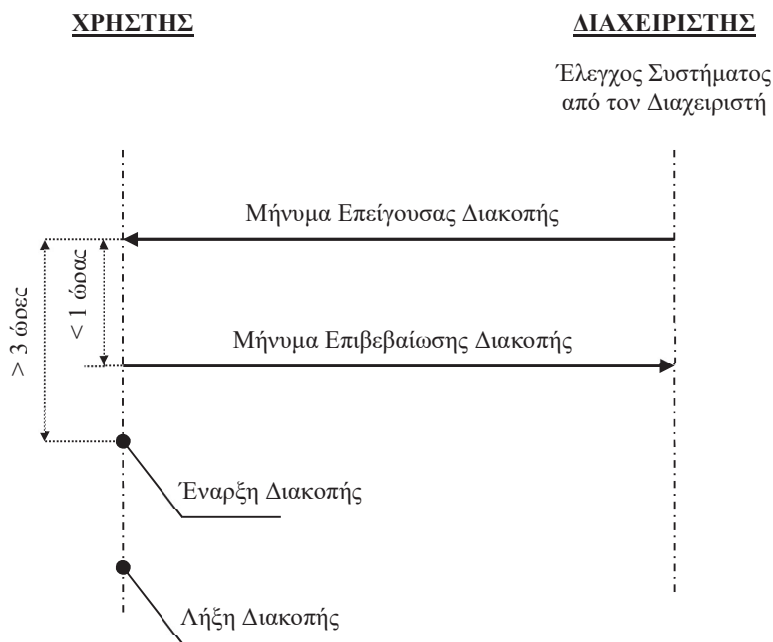 ΧΡΗΣΤΗΣ
ΔΙΑΧΕΙΡΙΣΤΗΣ
Έλεγχος Συστήματος
από τον Διαχειριστή
Μήνυμα Επείγουσας Διακοπής
< 1 ώρας
> 3 ώρες
Μήνυμα Επιβεβαίωσης Διακοπής
Έναρξη Διακοπής
Λήξη Διακοπής